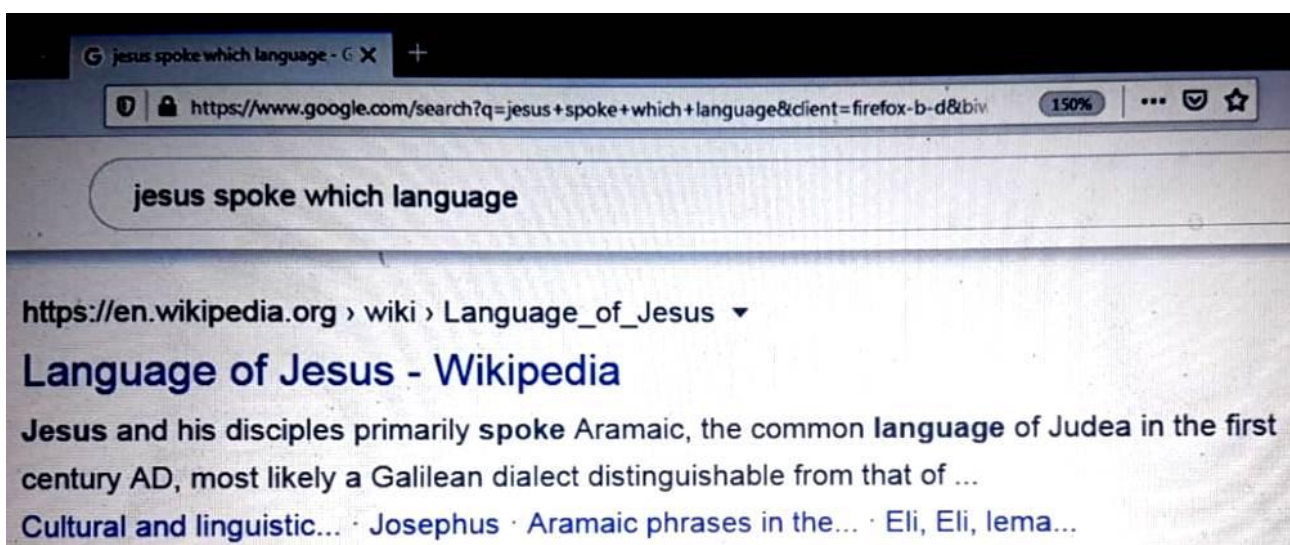 G jesus spoke which language - G X +
https://www.google.com/search?q=jesus+spoke+which+language&client=firefox-b-d&biw 150% ...
jesus spoke which language
https://en.wikipedia.org › wiki › Language_of_Jesus
Language of Jesus - Wikipedia
Jesus and his disciples primarily spoke Aramaic, the common language of Judea in the first
century AD, most likely a Galilean dialect distinguishable from that of ...
Cultural and linguistic... · Josephus · Aramaic phrases in the... · Eli, Eli, lema...